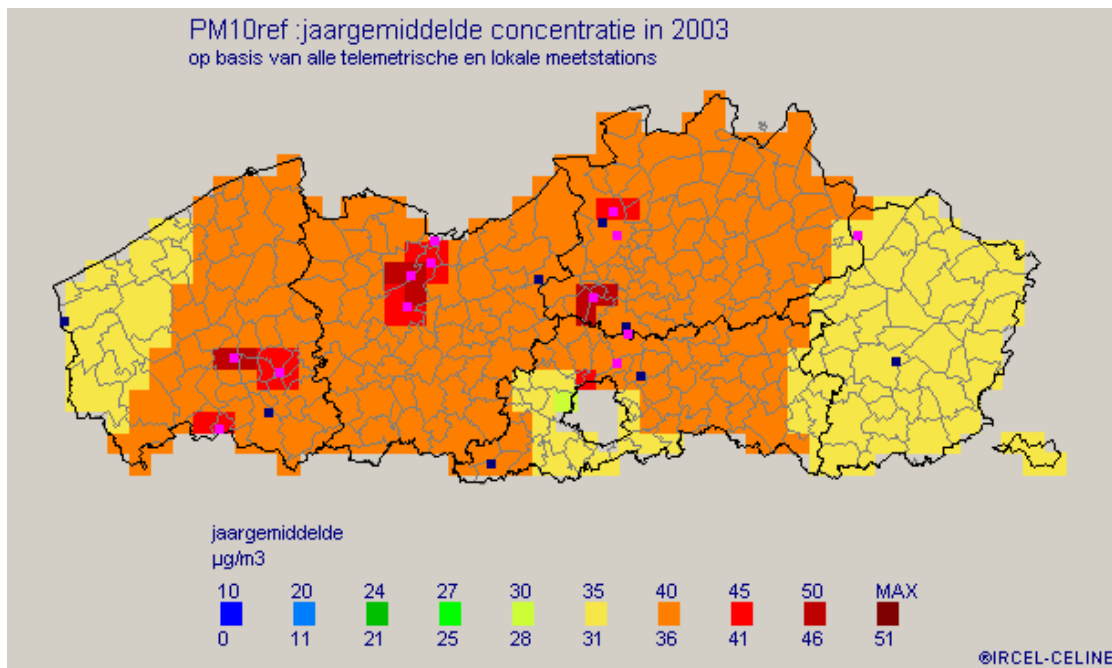 PM10ref :jaargemiddelde concentratie in 2003
op basis van alle telemetrische en lokale meetstations
jaargemiddelde
µg/m3
10 20 24 27 30 35 40 45 50 MAX
0 11 21 25 28 31 36 41 46 51
®IRCEL-CELINE